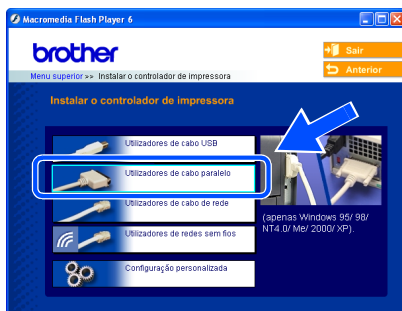 Macromedia Flash Player 6
brother
Sair
Anterior
Menu superior »» Instalar o controlador de impressora
Instalar o controlador de impressora
Utilizadores de cabo USB
Utilizadores de cabo paralelo
Utilizadores de cabo de rede
Utilizadores de redes sem fios
Configuração personalizada
(apenas Windows 95/ 98/
NT4.0/ Me/ 2000/ XP).